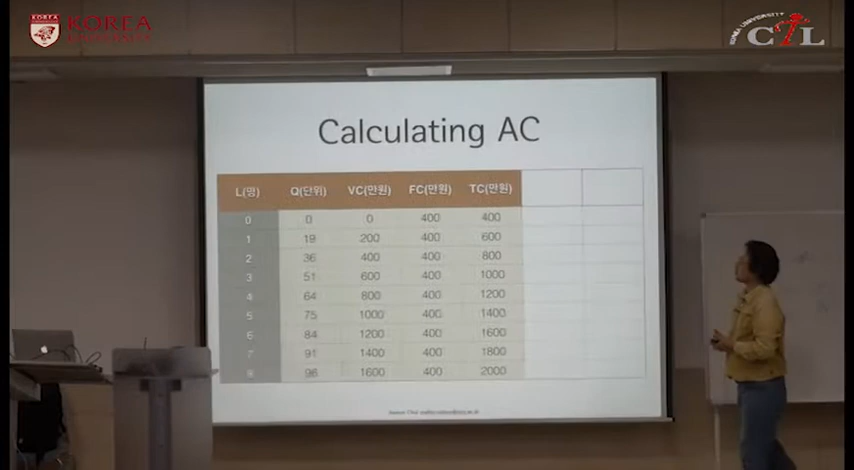 KOREA
CTL
Calculating AC
L(명) Q(단위) VC(만원) FC(만원) TC(만원)
0 0 0 400 400
1 19 200 400 600
2 36 400 400 800
3 51 600 400 1000
4 64 800 400 1200
5 75 1000 400 1400
6 84 1200 400 1600
7 91 1400 400 1800
8 96 1600 400 2000